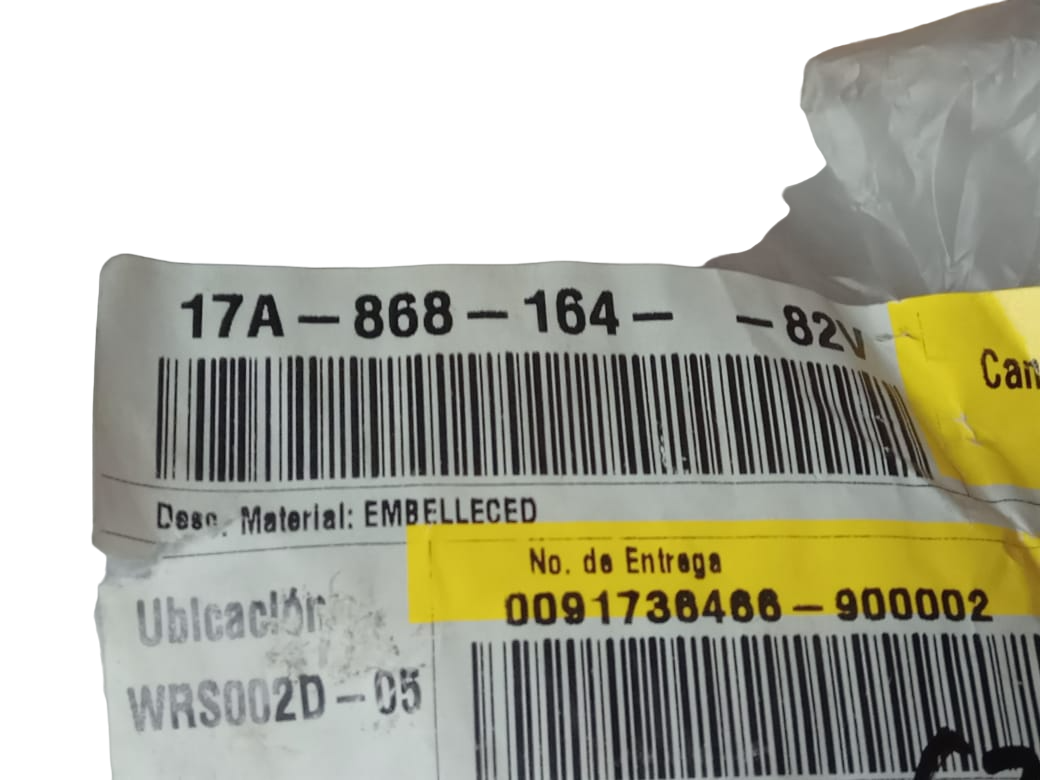 17A-868-164- -82V
Desc. Material: EMBELLECED
No. de Entrega
0091736466-900002
Ubicación
WRS002D-05